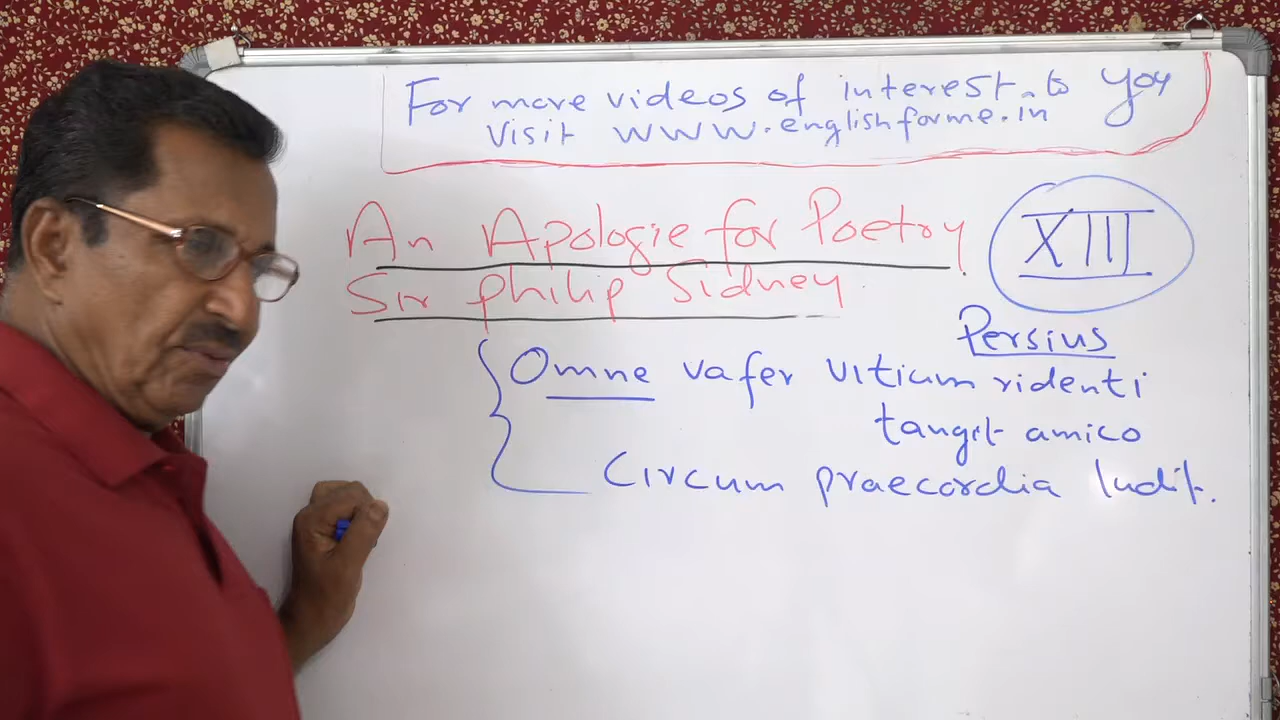 For more videos of interest to you
Visit www.englishforme.in
An Apologie for Poetry
XIII
Sir Philip Sidney
Persius
Omne vafer vitium ridenti
tangit amico
Circum praecordia ludit.